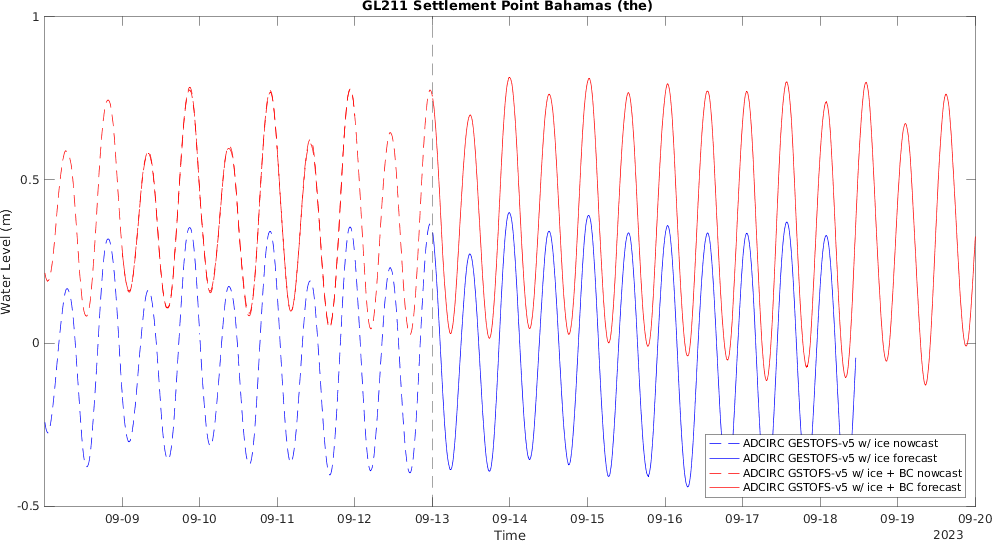 GL211 Settlement Point Bahamas (the)
1
0.5
0
-0.5
Water Level (m)
09-09 09-10 09-11 09-12 09-13 09-14 09-15 09-16 09-17 09-18 09-19 09-20
Time
2023
ADCIRC GESTOFS-v5 w/ ice nowcast
ADCIRC GESTOFS-v5 w/ ice forecast
ADCIRC GSTOFS-v5 w/ ice + BC nowcast
ADCIRC GSTOFS-v5 w/ ice + BC forecast